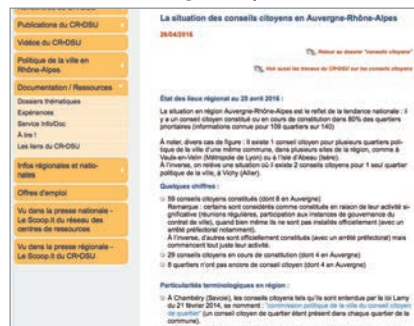 Publications du CR•DSU
Vidéos du CR•DSU
Politique de la ville en
Rhône-Alpes
Documentation / Ressources
Dossiers thématiques
Expériences
Service Info/Doc
A lire !
Les liens du CR•DSU
Infos régionales et natio-
nales
Offres d'emploi
Vu dans la presse nationale -
Le Scoop.it du réseau des
centres de ressources
Vu dans la presse régionale -
Le Scoop.it du CR•DSU
La situation des conseils citoyens en Auvergne-Rhône-Alpes
26/04/2016
Retour au dossier "conseils citoyens"
Voir aussi les travaux du CR•DSU sur les conseils citoyens
État des lieux régional au 25 avril 2016 :
La situation en région Auvergne-Rhône-Alpes est le reflet de la tendance nationale : il
y a un conseil citoyen constitué ou en cours de constitution dans 80% des quartiers
prioritaires (informations connues pour 109 quartiers sur 140)
À noter, divers cas de figure : il existe 1 conseil citoyen pour plusieurs quartiers poli-
tique de la ville d'une même commune, dans plusieurs sites de la région, comme à
Vaulx-en-Velin (Métropole de Lyon) ou à l'Isle d'Abeau (Isère).
À l'inverse, on relève une situation où il existe 2 conseils citoyens pour 1 seul quartier
politique de la ville, à Vichy (Allier).
Quelques chiffres :
59 conseils citoyens constitués (dont 8 en Auvergne)
Remarque : certains sont considérés comme constitués en raison de leur activité si-
gnificative (réunions régulières, participation aux instances de gouvernance du
contrat de ville), quand bien même ils ne sont pas installés officiellement (avec un
arrêté préfectoral notamment).
À l'inverse, d'autres sont officiellement constitués (avec un arrêté préfectoral) mais
commencent tout juste leur activité.
29 conseils citoyens en cours de constitution (dont 4 en Auvergne)
8 quartiers n'ont pas encore de conseil citoyen (dont 4 en Auvergne)
Particularités terminologiques en région :
À Chambéry (Savoie), les conseils citoyens tels qu'ils sont entendus par la loi Lamy
du 21 février 2014, se nomment : "commission politique de la ville du conseil citoyen
de quartier" (un conseil citoyen de quartier étant présent dans chaque quartier de la
commune).